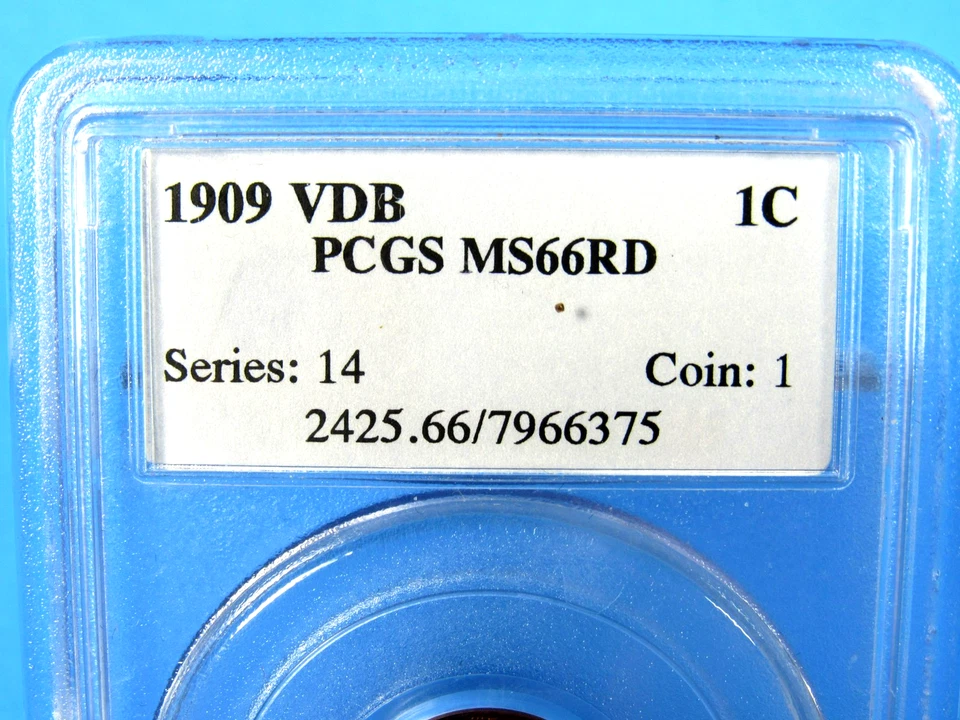 1909 VDB 1C
PCGS MS66RD
Series: 14 Coin: 1
2425.66/7966375